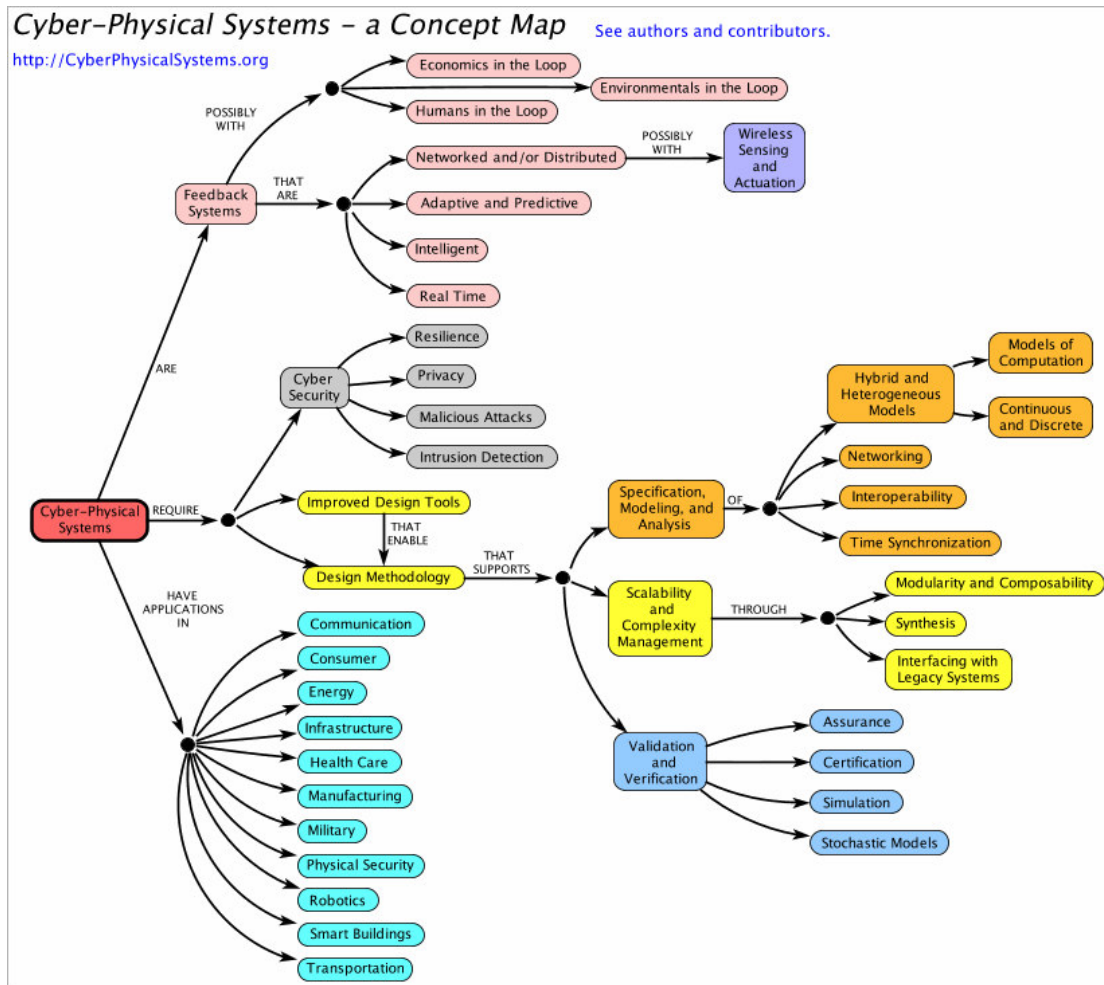 Cyber-Physical Systems - a Concept Map
See authors and contributors.
http://CyberPhysicalSystems.org
Economics in the Loop
Environmentals in the Loop
Humans in the Loop
POSSIBLY
WITH
Networked and/or Distributed
POSSIBLY
WITH
Wireless
Sensing
and
Actuation
Feedback
Systems
THAT
ARE
Adaptive and Predictive
Intelligent
Real Time
ARE
Cyber
Security
Resilience
Privacy
Malicious Attacks
Intrusion Detection
Cyber-Physical
Systems
REQUIRE
Improved Design Tools
THAT
ENABLE
Design Methodology
THAT
SUPPORTS
Specification,
Modeling, and
Analysis
OF
Hybrid and
Heterogeneous
Models
Models of
Computation
Continuous
and Discrete
Networking
Interoperability
Time Synchronization
Scalability
and
Complexity
Management
THROUGH
Modularity and Composability
Synthesis
Interfacing with
Legacy Systems
Validation
and
Verification
Assurance
Certification
Simulation
Stochastic Models
HAVE
APPLICATIONS
IN
Communication
Consumer
Energy
Infrastructure
Health Care
Manufacturing
Military
Physical Security
Robotics
Smart Buildings
Transportation